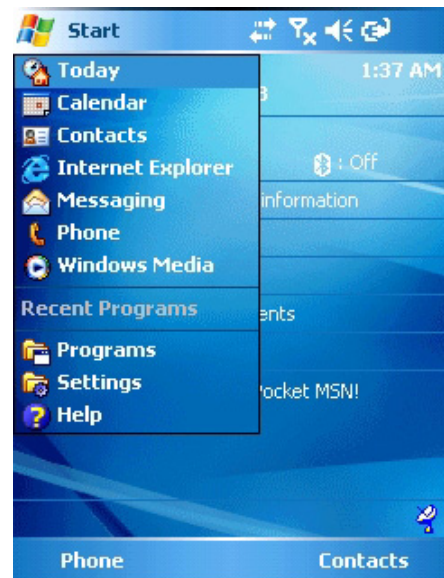 Start
Today
1:37 AM
Calendar
Contacts
Internet Explorer
: Off
Messaging
information
Phone
Windows Media
Recent Programs
ents
Programs
Settings
Pocket MSN!
Help
Phone
Contacts